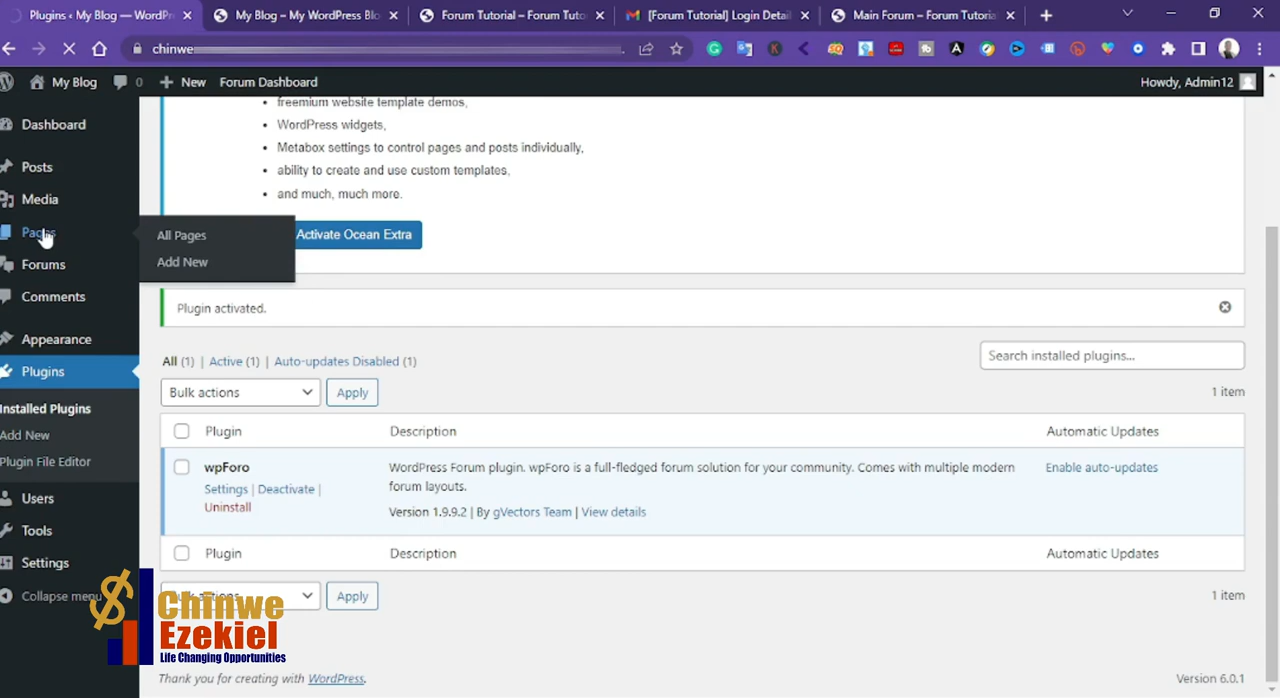 Plugins ‹ My Blog — WordPr
My Blog – My WordPress Blo
Forum Tutorial – Forum Tuto
[Forum Tutorial] Login Detail
Main Forum – Forum Tutoria
chinwe
My Blog
0
New
Forum Dashboard
Howdy, Admin12
Dashboard
Posts
Media
Pages
All Pages
Add New
Forums
Comments
Appearance
Plugins
Installed Plugins
Add New
Plugin File Editor
Users
Tools
Settings
Collapse menu
freemium website template demos,
WordPress widgets,
Metabox settings to control pages and posts individually,
ability to create and use custom templates,
and much, much more.
Activate Ocean Extra
Plugin activated.
All (1) | Active (1) | Auto-updates Disabled (1)
Search installed plugins...
Bulk actions
Apply
1 item
Plugin
Description
Automatic Updates
wpForo
Settings | Deactivate |
Uninstall
WordPress Forum plugin. wpForo is a full-fledged forum solution for your community. Comes with multiple modern
forum layouts.
Version 1.9.9.2 | By gVectors Team | View details
Enable auto-updates
Plugin
Description
Automatic Updates
Bulk actions
Apply
1 item
Chinwe
Ezekiel
Life Changing Opportunities
Thank you for creating with WordPress.
Version 6.0.1